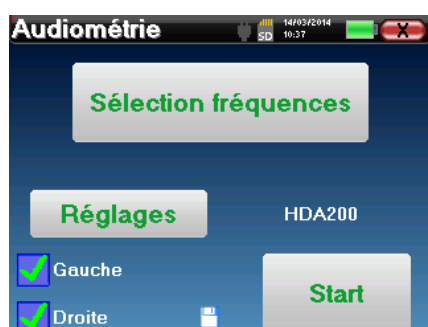 Audiométrie SD 14/03/2014
10:37 X
Sélection fréquences
Réglages HDA200
Gauche
Start
Droite